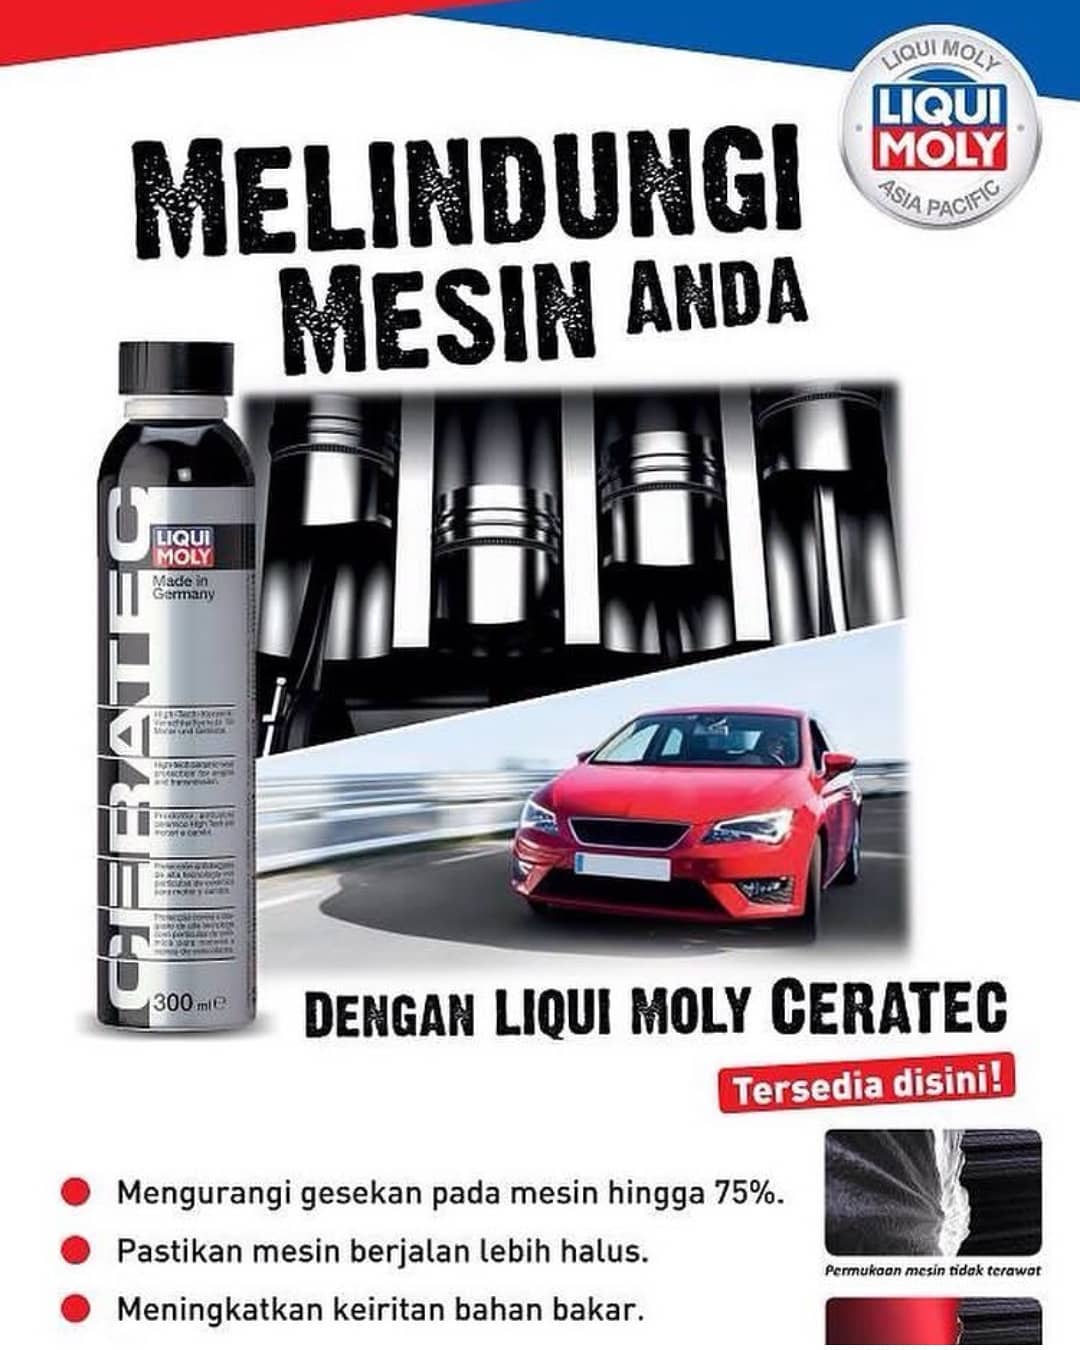 LIQUI MOLY
LIQUI
MOLY
ASIA PACIFIC
MELINDUNGI
MESIN ANDA
CERATEC
LIQUI
MOLY
Made in
Germany
300 ml e
DENGAN LIQUI MOLY CERATEC
Tersedia disini!
Mengurangi gesekan pada mesin hingga 75%.
Pastikan mesin berjalan lebih halus.
Meningkatkan keiritan bahan bakar.
Permukaan mesin tidak terawat